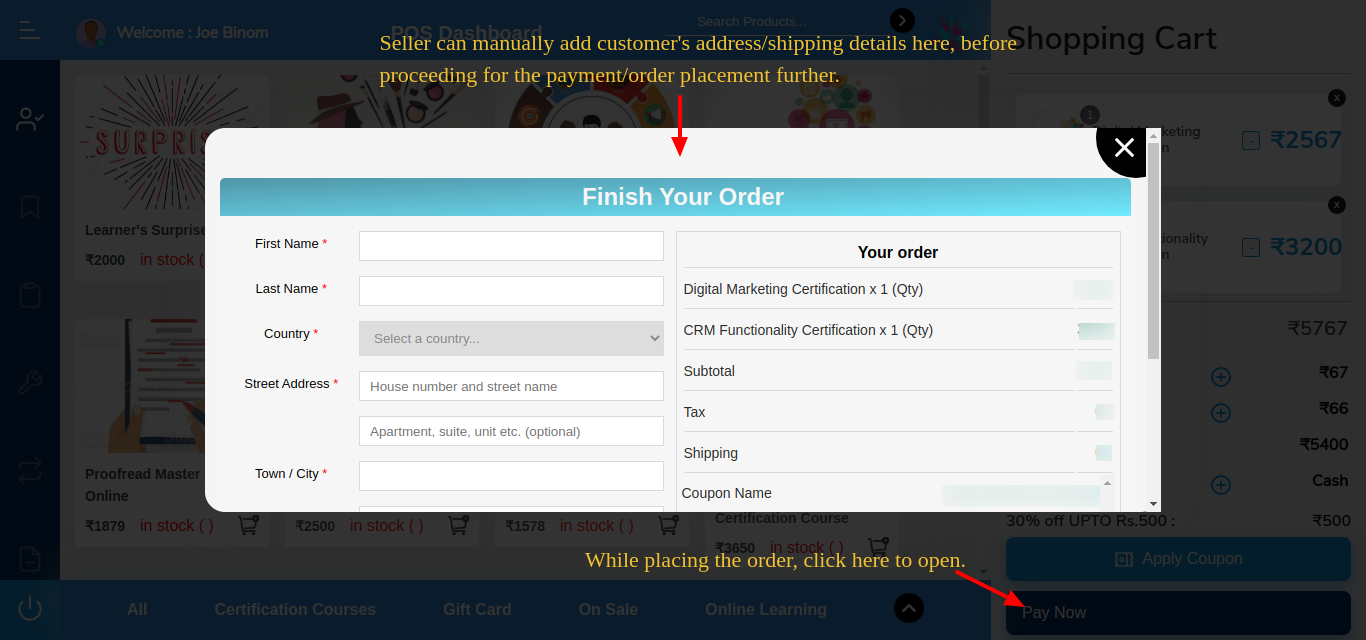 Welcome : Joe Binom
POS Dashboard
Search Products...
Shopping Cart
Seller can manually add customer's address/shipping details here, before
proceeding for the payment/order placement further.
SURPRIS
Learner's Surprise
₹2000 in stock (
Proofread Master
Online
₹1879 in stock ( )
₹2500 in stock ( )
₹1578 in stock ( )
Certification Course
₹3650 in stock ( )
Finish Your Order
First Name *
Last Name *
Country *
Select a country...
Street Address *
House number and street name
Apartment, suite, unit etc. (optional)
Town / City *
Your order
Digital Marketing Certification x 1 (Qty)
CRM Functionality Certification x 1 (Qty)
Subtotal
Tax
Shipping
Coupon Name
x
1
keting
n
-
₹2567
x
ionality
n
-
₹3200
₹5767
₹67
₹66
₹5400
Cash
30% off UPTO Rs.500 :
₹500
Apply Coupon
Pay Now
While placing the order, click here to open.
All
Certification Courses
Gift Card
On Sale
Online Learning